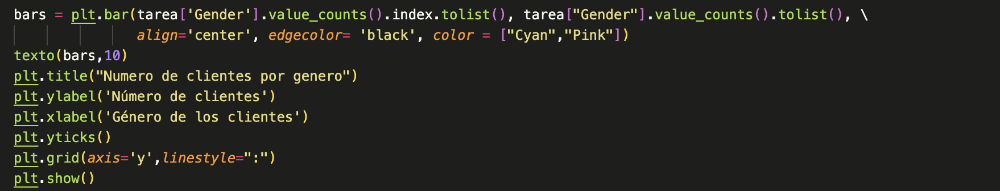 bars = plt.bar(tarea['Gender'].value_counts().index.tolist(), tarea["Gender"].value_counts().tolist(), \
align='center', edgecolor= 'black', color = ["Cyan","Pink"])
texto(bars,10)
plt.title("Numero de clientes por genero")
plt.ylabel('Número de clientes')
plt.xlabel('Género de los clientes')
plt.yticks()
plt.grid(axis='y',linestyle=":")
plt.show()